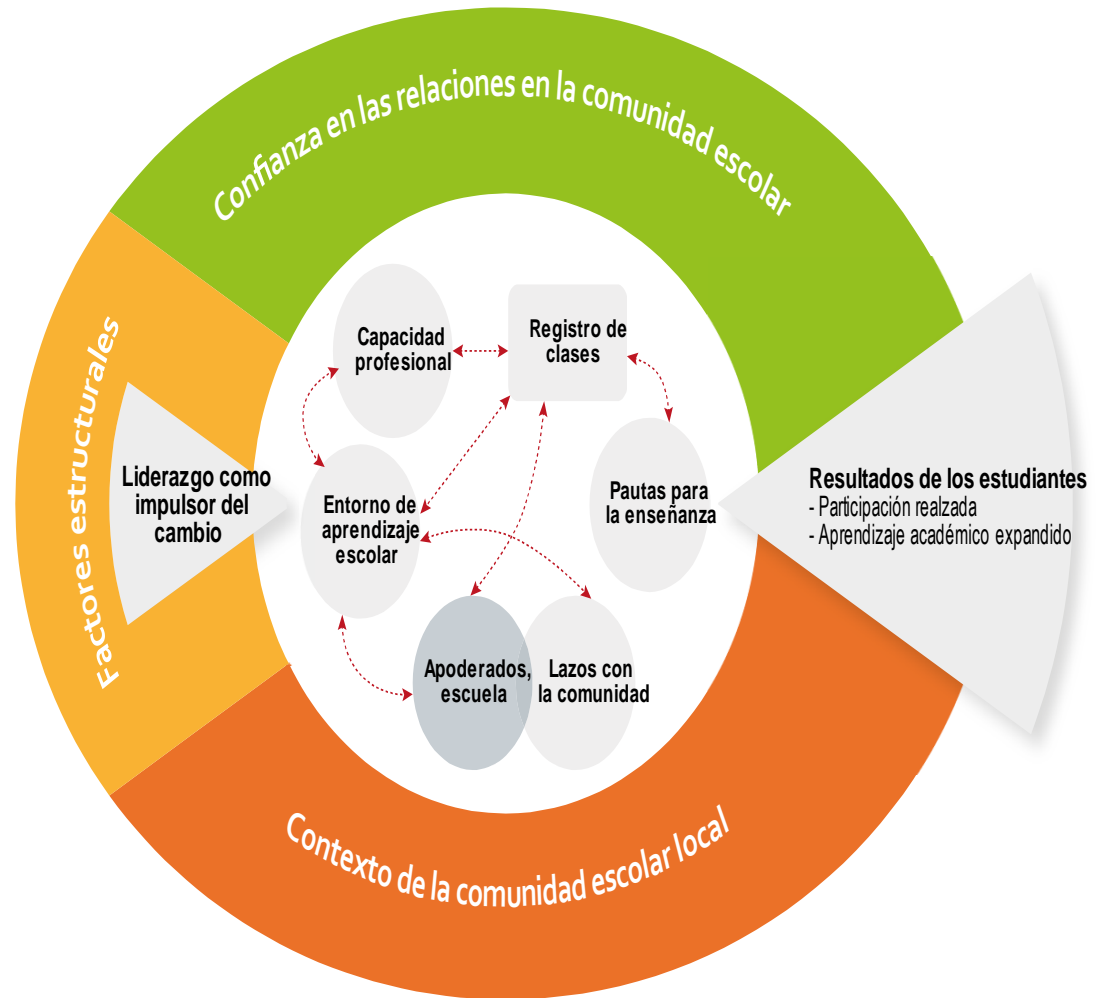 Confianza en las relaciones en la comunidad escolar
Factores estructurales
Liderazgo como
impulsor del
cambio
Capacidad
profesional
Registro de
clases
Entorno de
aprendizaje
escolar
Pautas para
la enseñanza
Apoderados,
escuela
Lazos con
la comunidad
Resultados de los estudiantes
- Participación realzada
- Aprendizaje académico expandido
Contexto de la comunidad escolar local